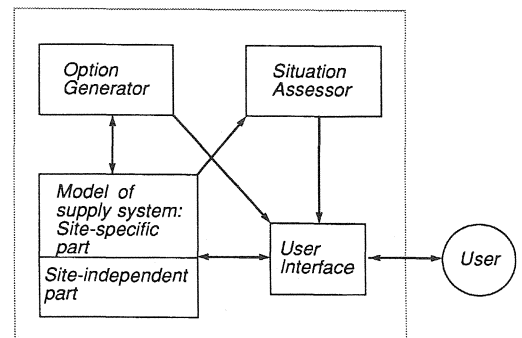 Option
Generator
Situation
Assessor
Model of
supply system:
Site-specific
part
Site-independent
part
User
Interface
User